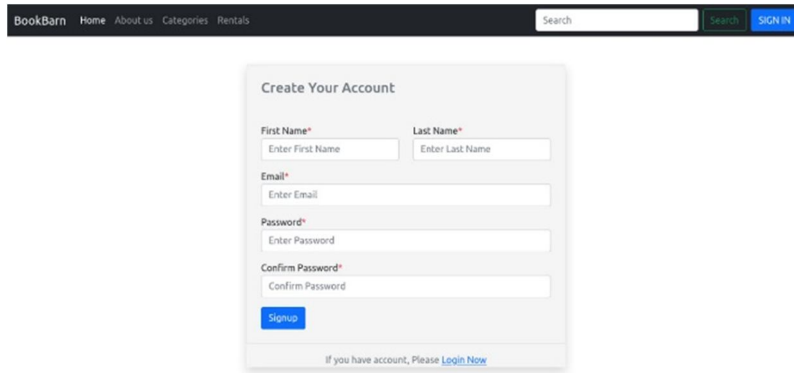 BookBarn Home About us Categories Rentals Search Search SIGN IN
Create Your Account
First Name* Last Name*
Enter First Name Enter Last Name
Email*
Enter Email
Password*
Enter Password
Confirm Password*
Confirm Password
Signup
If you have account, Please Login Now